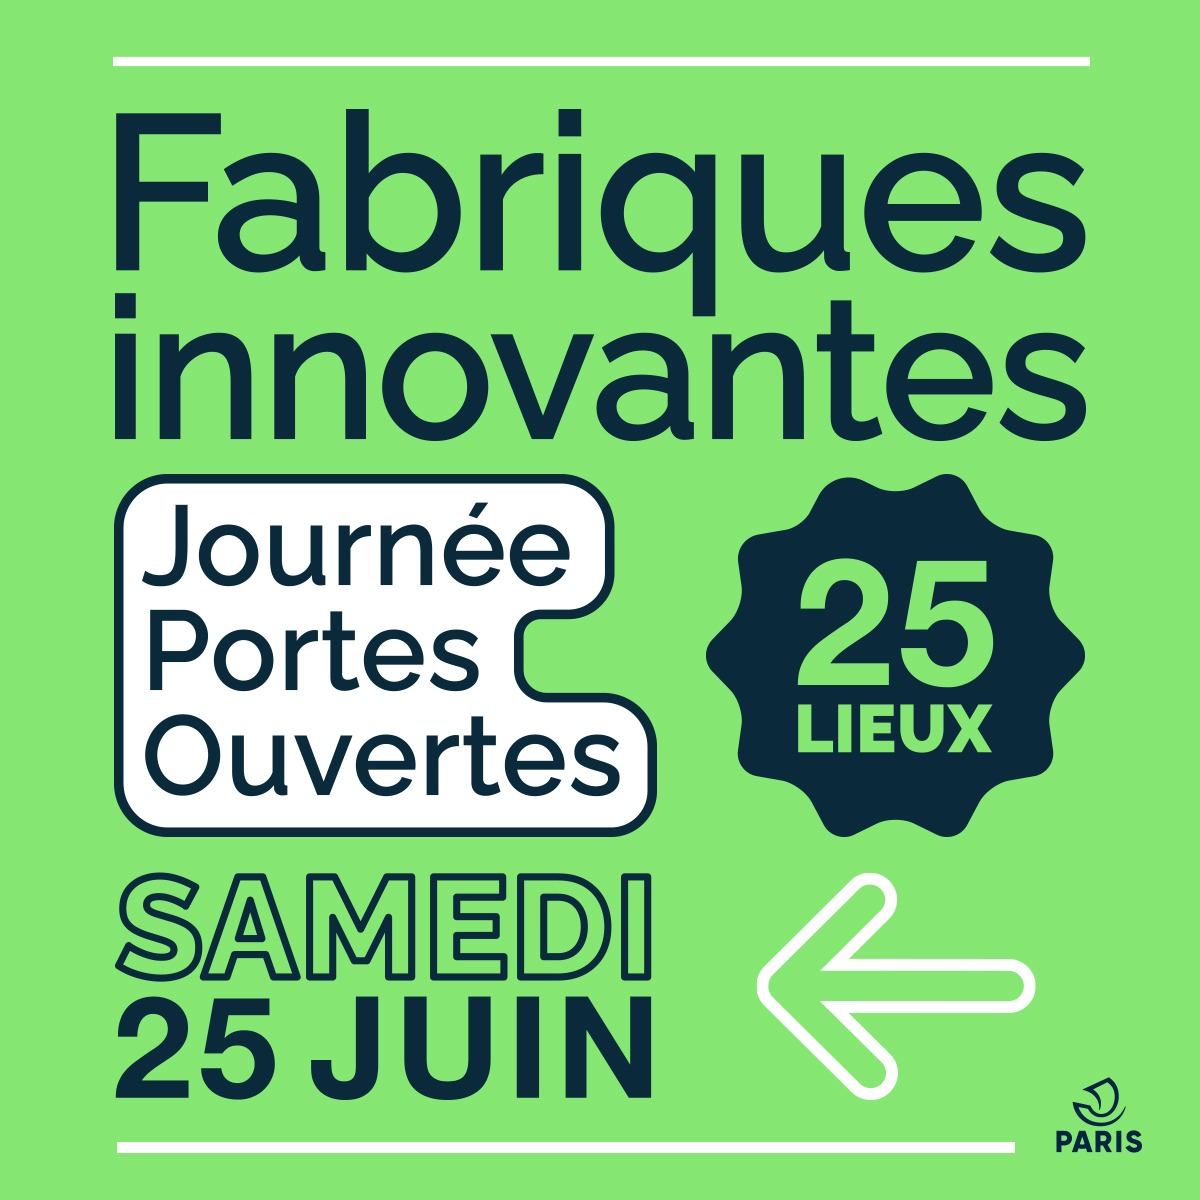 Fabriques
innovantes
Journée
Portes
Ouvertes
25
LIEUX
SAMEDI
25 JUIN
PARIS